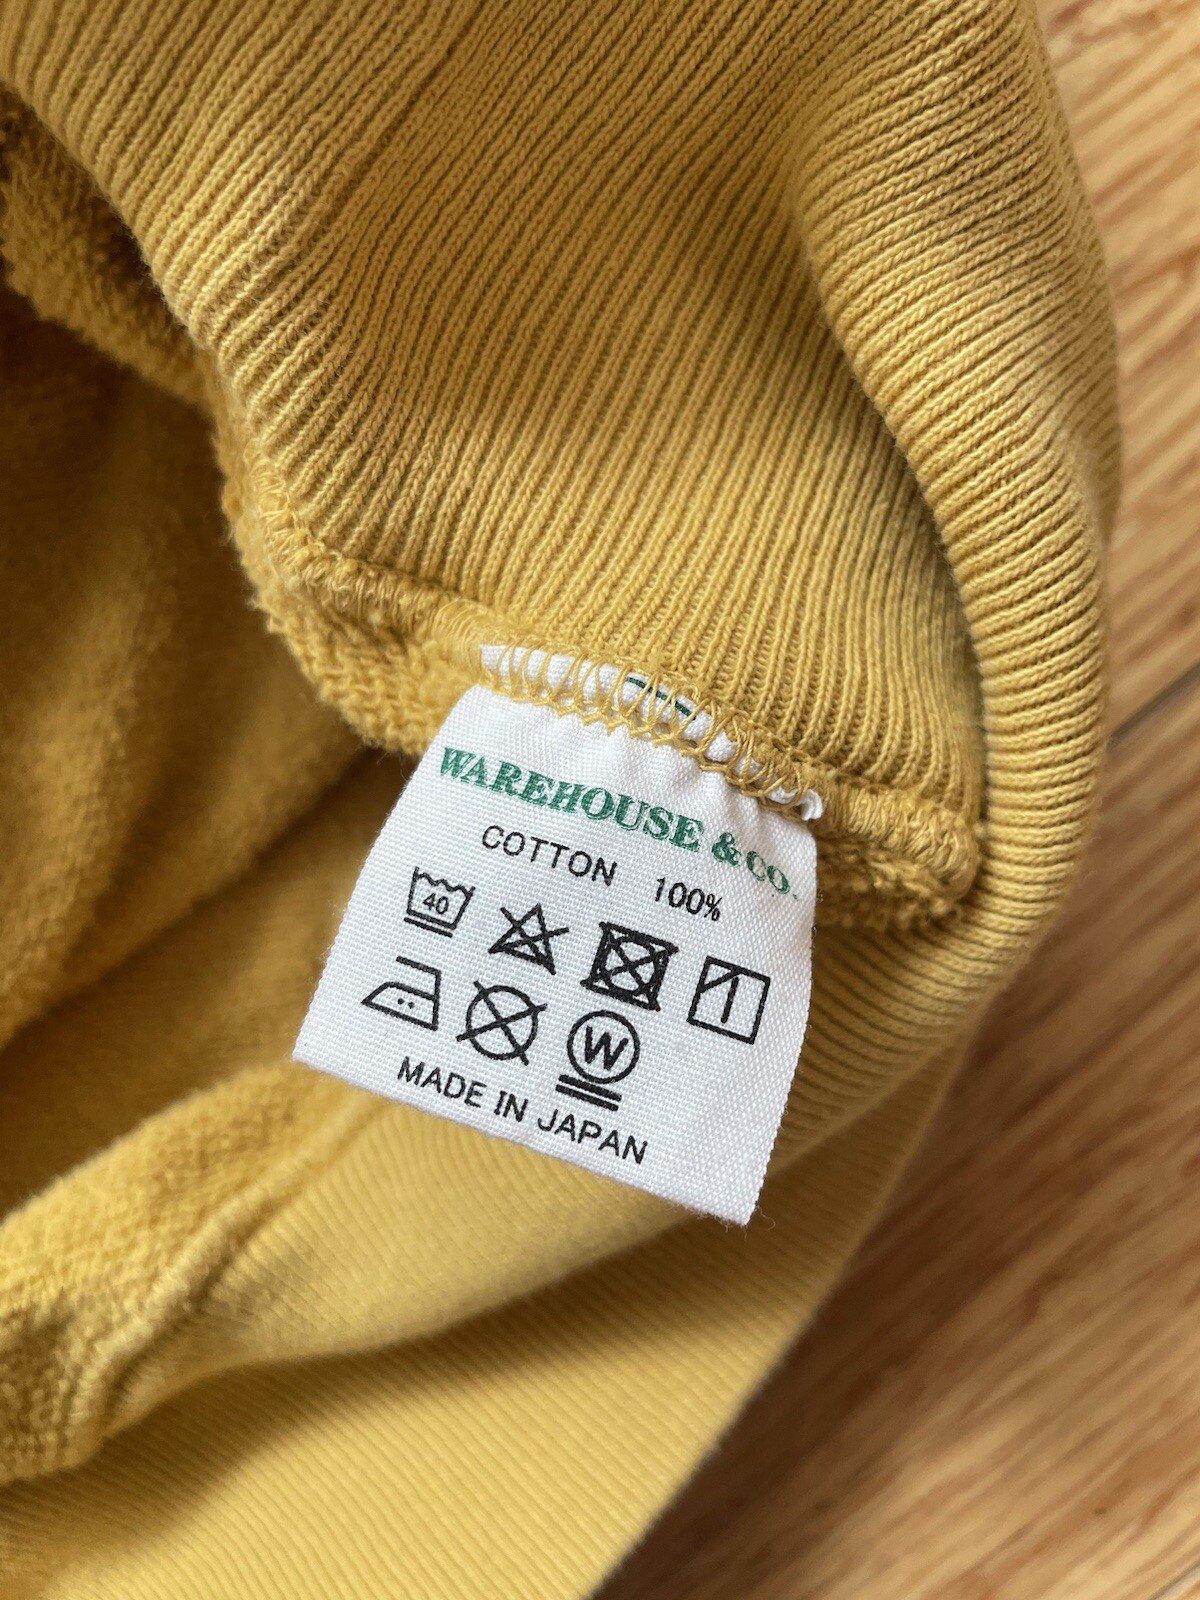 WAREHOUSE & CO.
COTTON 100%
40
W
MADE IN JAPAN